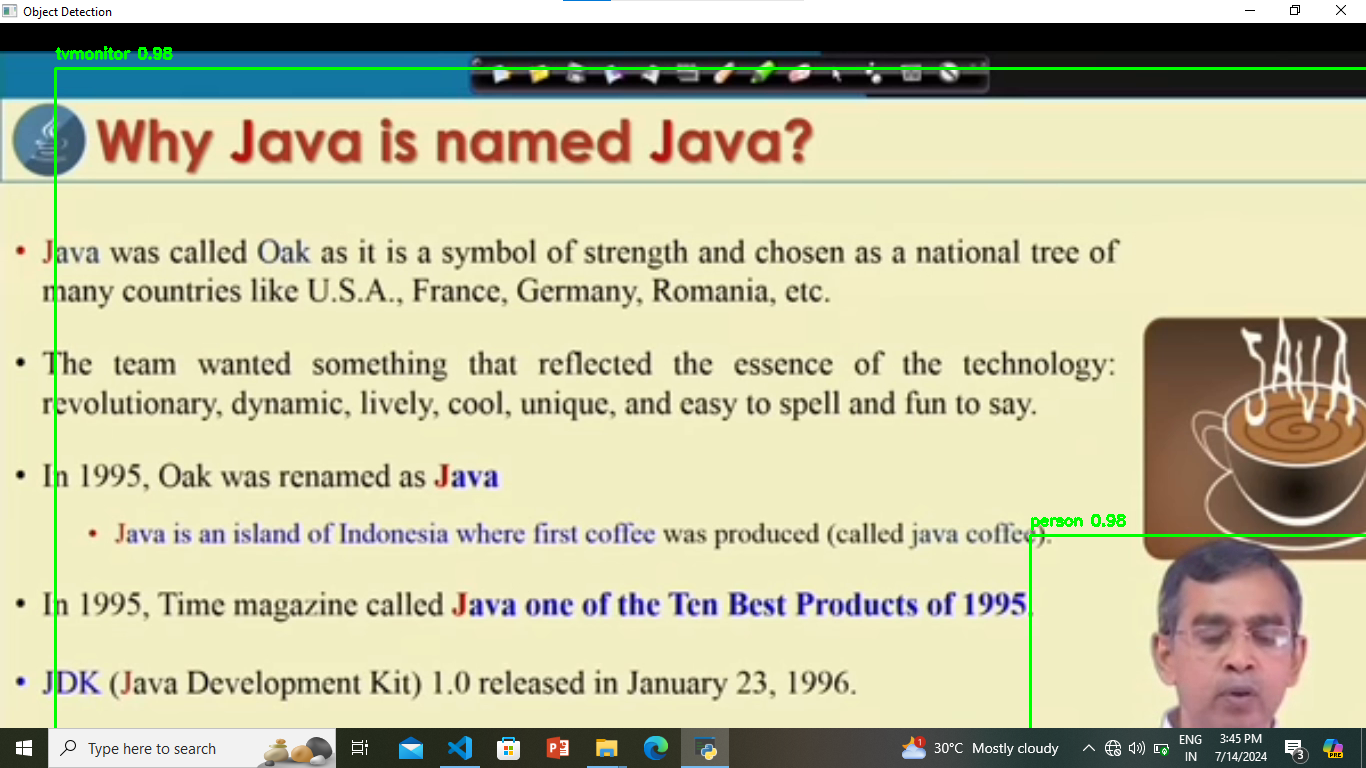 Object Detection
tvmonitor 0.98
Why Java is named Java?
• Java was called Oak as it is a symbol of strength and chosen as a national tree of
many countries like U.S.A., France, Germany, Romania, etc.
• The team wanted something that reflected the essence of the technology:
revolutionary, dynamic, lively, cool, unique, and easy to spell and fun to say.
JAVA
• In 1995, Oak was renamed as Java
• Java is an island of Indonesia where first coffee was produced (called java coffee).
person 0.98
• In 1995, Time magazine called Java one of the Ten Best Products of 1995.
• JDK (Java Development Kit) 1.0 released in January 23, 1996.
Type here to search
1
30°C Mostly cloudy
ENG
IN
3:45 PM
7/14/2024
3
PRE